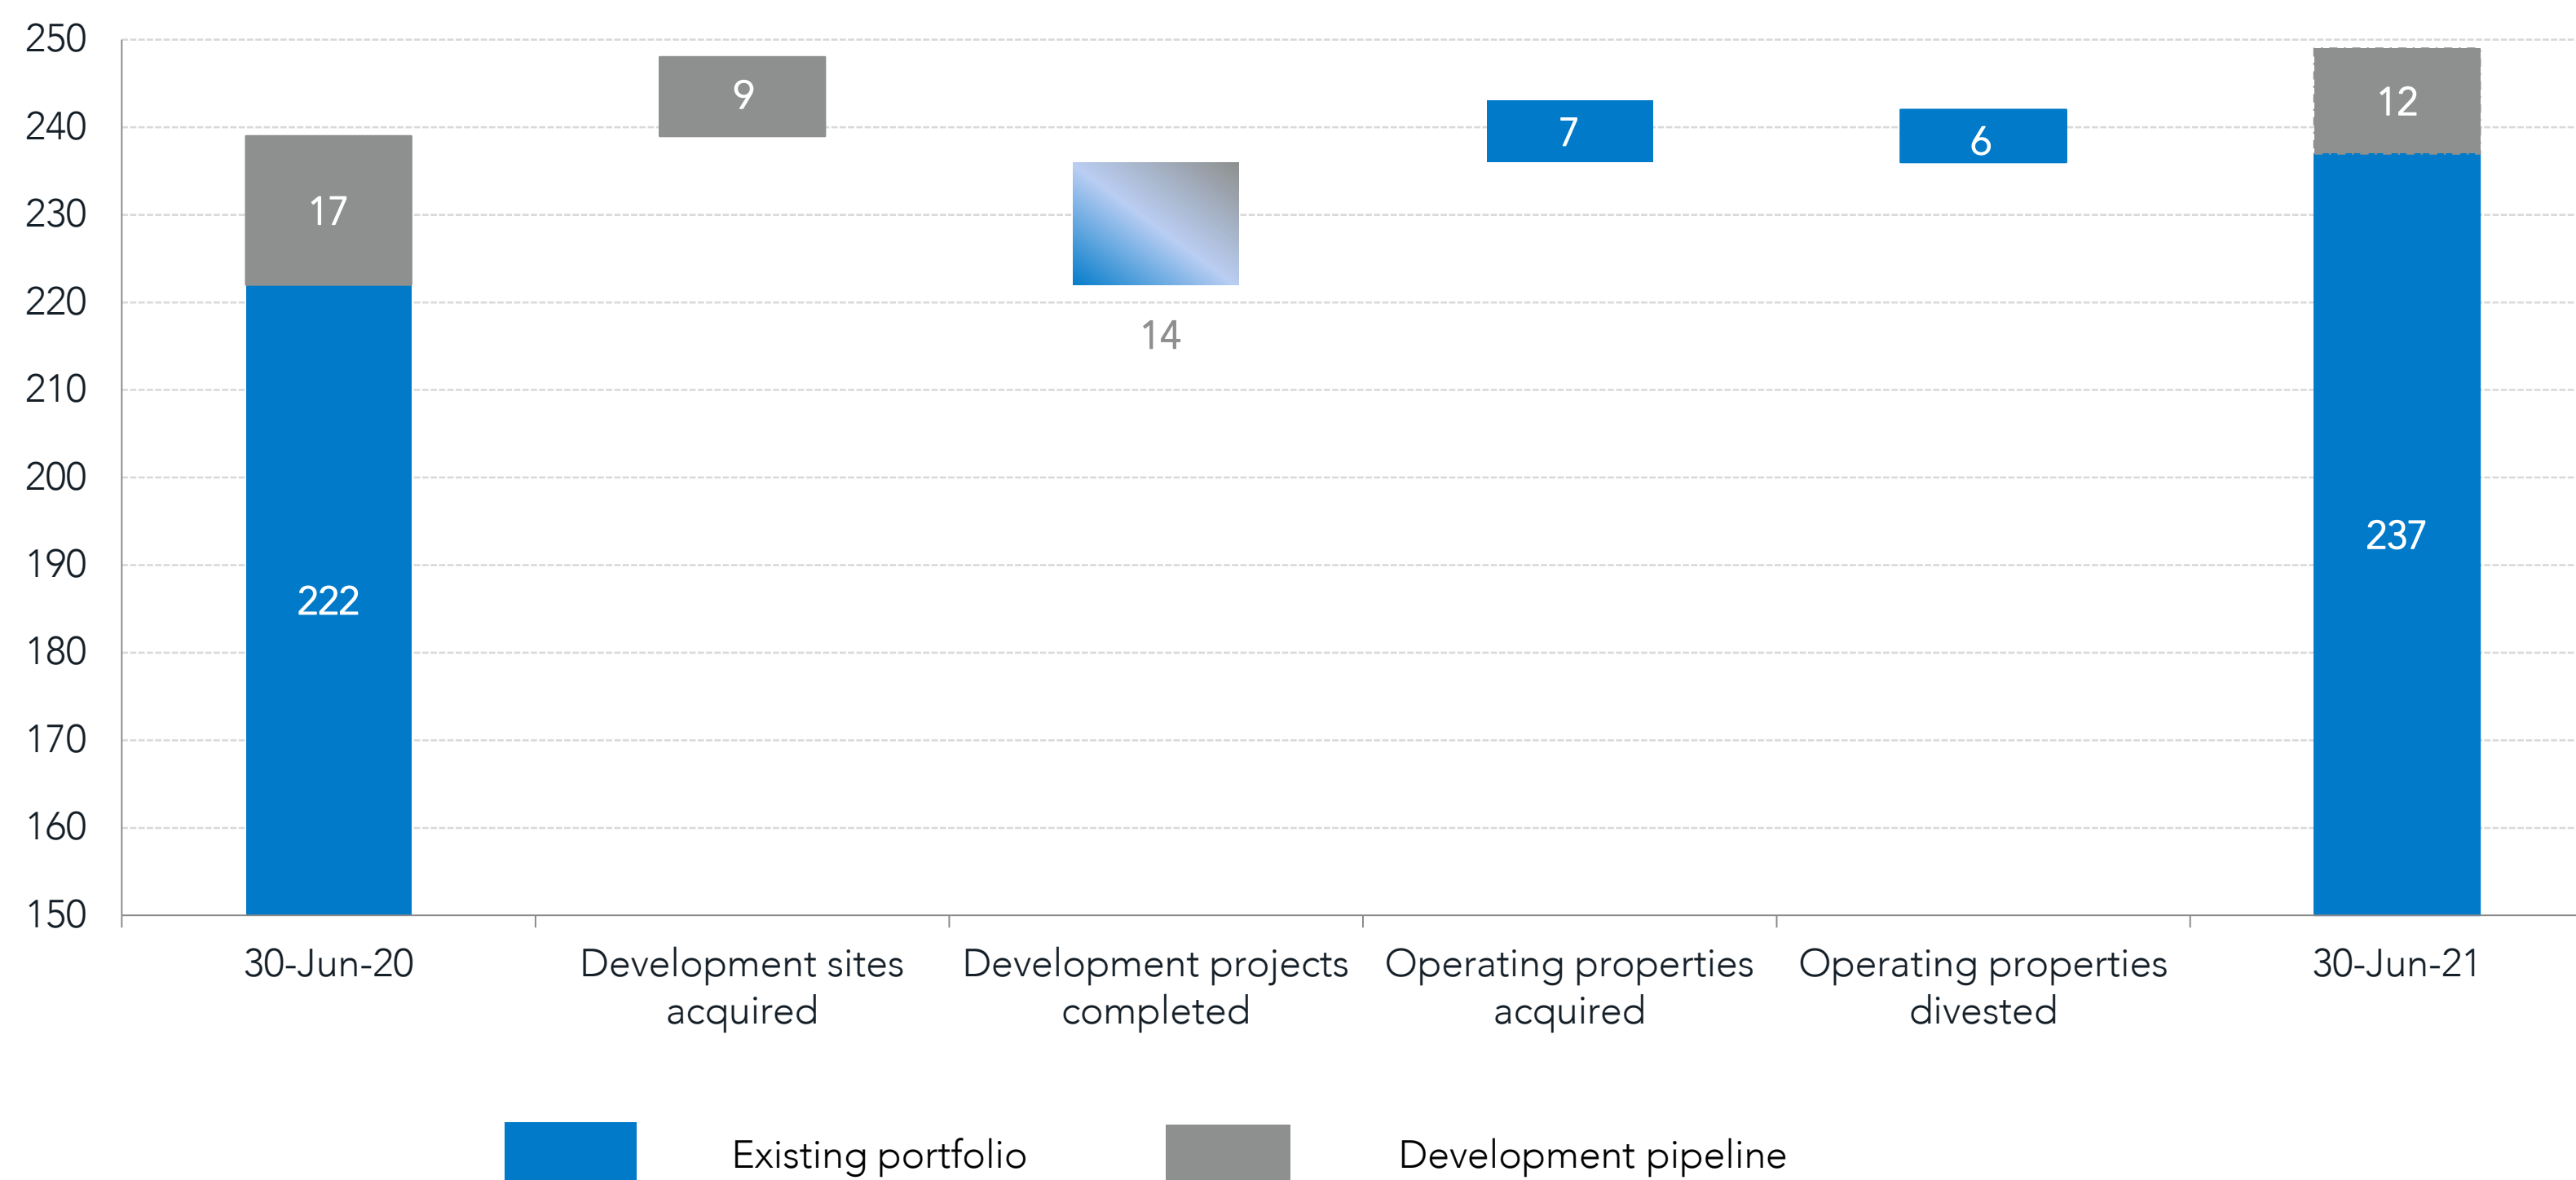 250
240
230
220
210
200
190
180
170
160
150
17
222
9
14
7
6
12
237
30-Jun-20
Development sites
acquired
Development projects
completed
Operating properties
acquired
Operating properties
divested
30-Jun-21
Existing portfolio
Development pipeline